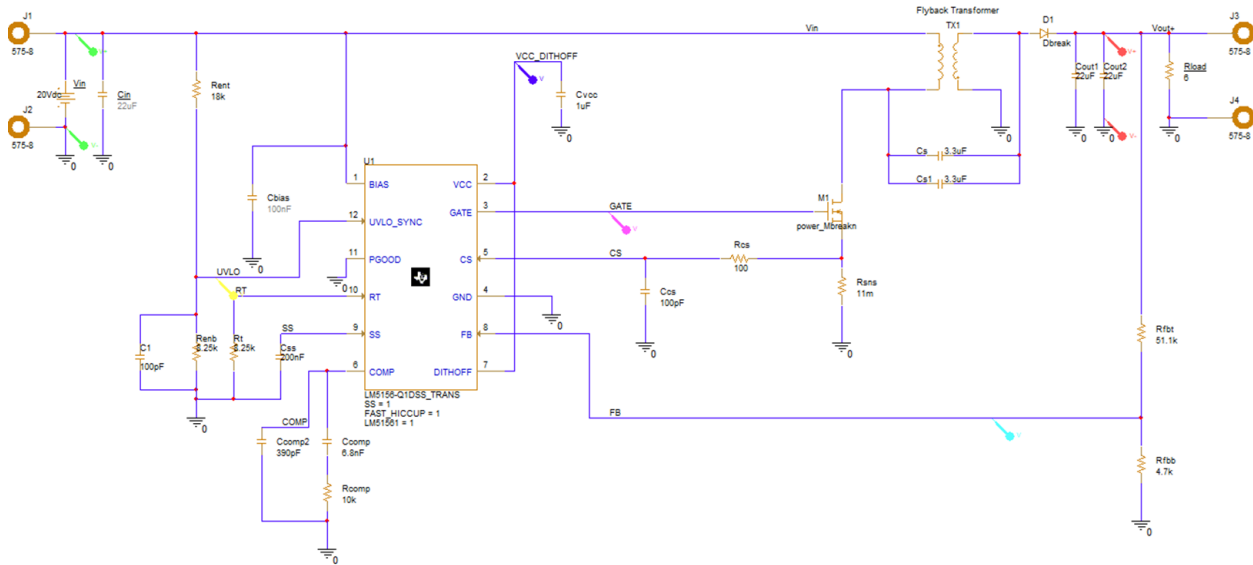 Flyback Transformer
J1
575-8
Vin
20Vdc
Cin
22uF
J2
575-8
0
0
Rent
18k
VCC_DITHOFF
V
Cvcc
1uF
0
Vin
TX1
D1
Dbreak
0
Cout1
22uF
Cout2
22uF
V+
V-
0
0
Vout+
Rload
6
0
J3
575-8
J4
575-8
Cs
3.3uF
Cs1
3.3uF
M1
power_Mbreakn
Cbias
100nF
0
U1
1
BIAS
12
UVLO_SYNC
11
PGOOD
0
10
RT
9
SS
6
COMP
VCC
2
GATE
3
CS
5
GND
4
FB
8
DITHOFF
7
LM5156-Q1DSS_TRANS
SS = 1
FAST_HICCUP = 1
LM51561 = 1
GATE
V
CS
Rcs
100
Ccs
100pF
0
Rsns
11m
0
0
UVLO
RT
SS
C1
100pF
Renb
8.25k
Rt
8.25k
Css
200nF
0
COMP
Ccomp2
390pF
Ccomp
6.8nF
Rcomp
10k
0
FB
V
Rfbt
51.1k
Rfbb
4.7k
0